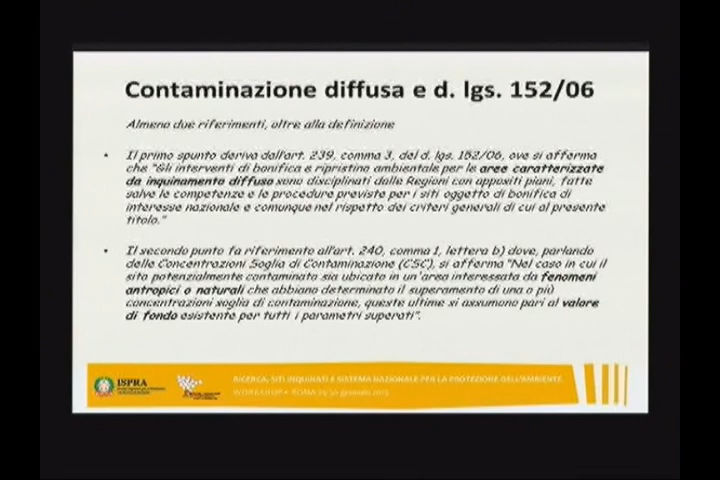 Contaminazione diffusa e d. lgs. 152/06
Almeno due riferimenti, oltre alla definizione
• Il primo spunto deriva dall'art. 239, comma 3, del d. lgs. 152/06, ove si afferma
che "Gli interventi di bonifica e ripristino ambientale per le aree caratterizzate
da inquinamento diffuso sono disciplinati dalle Regioni con appositi piani, fatte
salve le competenze e le procedure previste per i siti oggetto di bonifica di
interesse nazionale e comunque nel rispetto dei criteri generali di cui al presente
titolo."
• Il secondo punto fa riferimento all'art. 240, comma 1, lettera b) dove, parlando
delle Concentrazioni Soglia di Contaminazione (CSC), si afferma "Nel caso in cui il
sito potenzialmente contaminato sia ubicato in un'area interessata da fenomeni
antropici o naturali che abbiano determinato il superamento di una o più
concentrazioni soglia di contaminazione, queste ultime si assumono pari al valore
di fondo esistente per tutti i parametri superati".
ISPRA
RICERCA, SITI INQUINATI E SISTEMA NAZIONALE PER LA PROTEZIONE DELL'AMBIENTE
WORKSHOP • ROMA gennaio